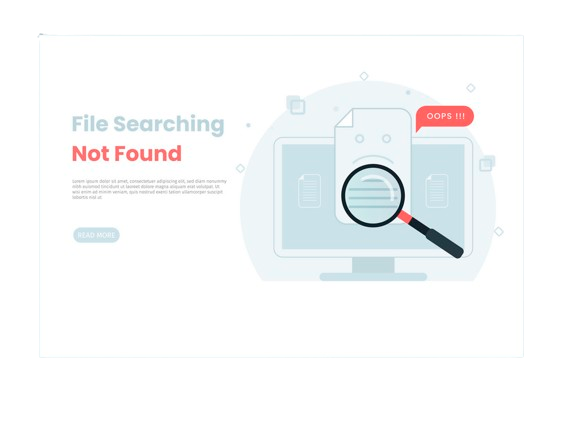 File Searching
Not Found
OOPS !!!
Lorem ipsum dolor sit amet, consectetuer adipiscing elit, sed diam nonummy
nibh euismod tincidunt ut laoreet dolore magna aliquam erat volutpat. Ut
wisi enim ad minim veniam, quis nostrud exerci tation ullamcorper suscipit
lobortis nisl ut
READ MORE